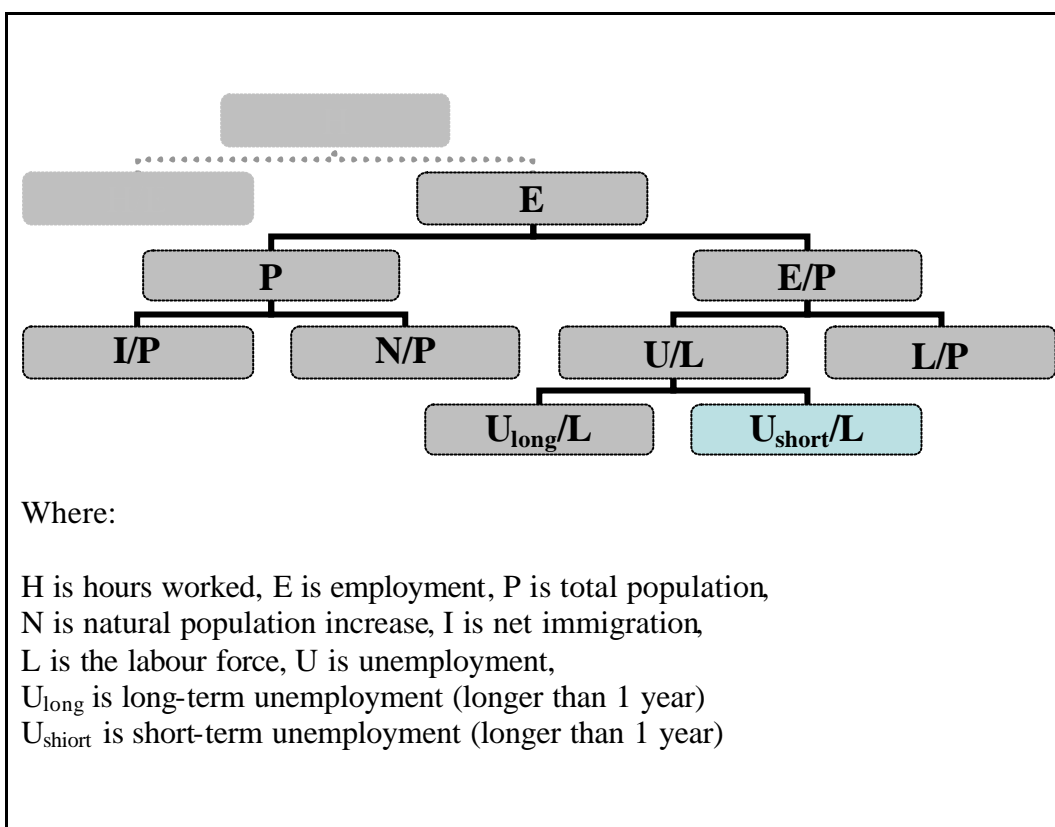 E
P E/P
I/P N/P U/L L/P
Ulong/L Ushort/L
Where:
H is hours worked, E is employment, P is total population,
N is natural population increase, I is net immigration,
L is the labour force, U is unemployment,
Ulong is long-term unemployment (longer than 1 year)
Ushiort is short-term unemployment (longer than 1 year)